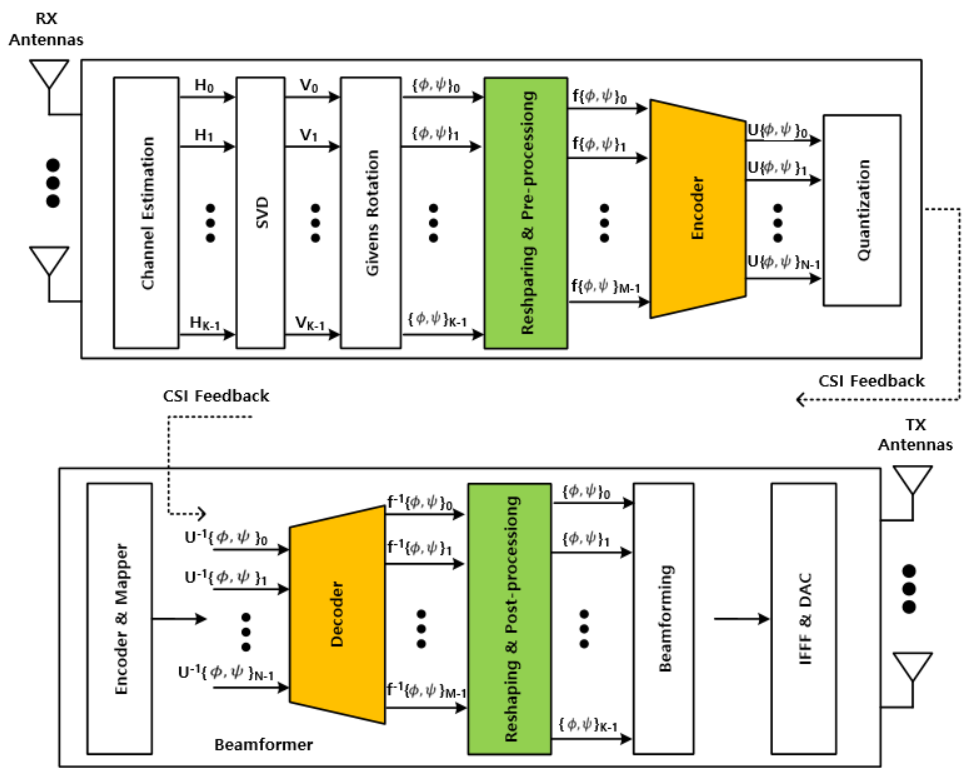 RX
Antennas
Channel Estimation
H0
H1
HK-1
SVD
V0
V1
VK-1
Givens Rotation
{ϕ,ψ}0
{ϕ,ψ}1
{ϕ,ψ}K-1
Reshparing & Pre-processiong
f{ϕ,ψ}0
f{ϕ,ψ}1
f{ϕ,ψ}M-1
Encoder
U{ϕ,ψ}0
U{ϕ,ψ}1
U{ϕ,ψ}N-1
Quantization
CSI Feedback
CSI Feedback
TX
Antennas
Encoder & Mapper
U-1{ϕ,ψ}0
U-1{ϕ,ψ}1
U-1{ϕ,ψ}N-1
Beamformer
Decoder
f-1{ϕ,ψ}0
f-1{ϕ,ψ}1
f-1{ϕ,ψ}M-1
Reshaping & Post-processiong
{ϕ,ψ}0
{ϕ,ψ}1
{ϕ,ψ}K-1
Beamforming
IFFF & DAC